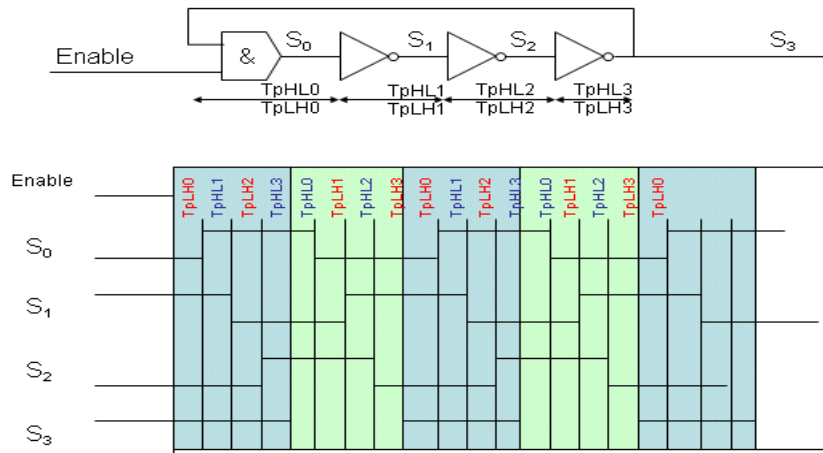 Enable
&
S0
S1
S2
S3
TpHL0
TpLH0
TpHL1
TpLH1
TpHL2
TpLH2
TpHL3
TpLH3
Enable
TpLH0
TpHL1
TpLH2
TpHL3
TpHL0
TpLH1
TpHL2
TpLH3
TpLH0
TpHL1
TpLH2
TpHL3
TpHL0
TpLH1
TpHL2
TpLH3
TpLH0
S0
S1
S2
S3